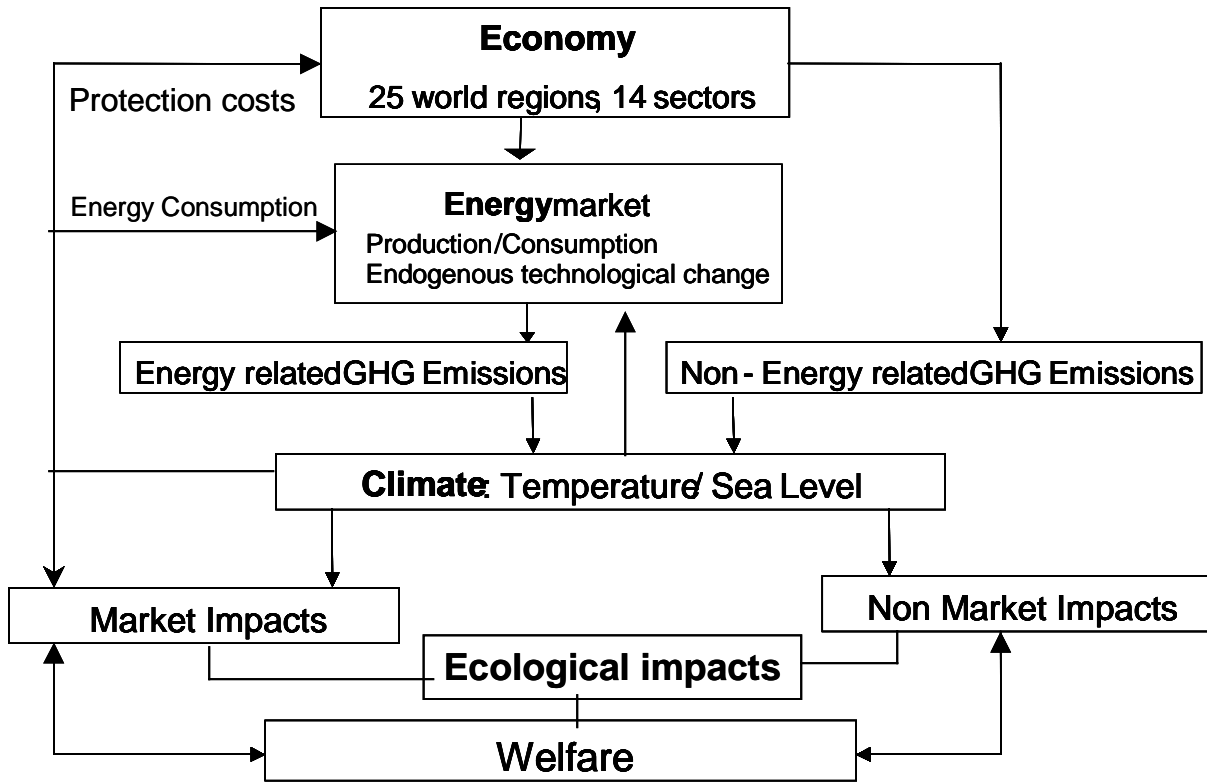 Economy
25 world regions, 14 sectors
Protection costs
Energy Consumption
Energymarket
Production/Consumption
Endogenous technological change
Energy relatedGHG Emissions
Non - Energy relatedGHG Emissions
Climate: Temperature/ Sea Level
Market Impacts
Non Market Impacts
Ecological impacts
Welfare